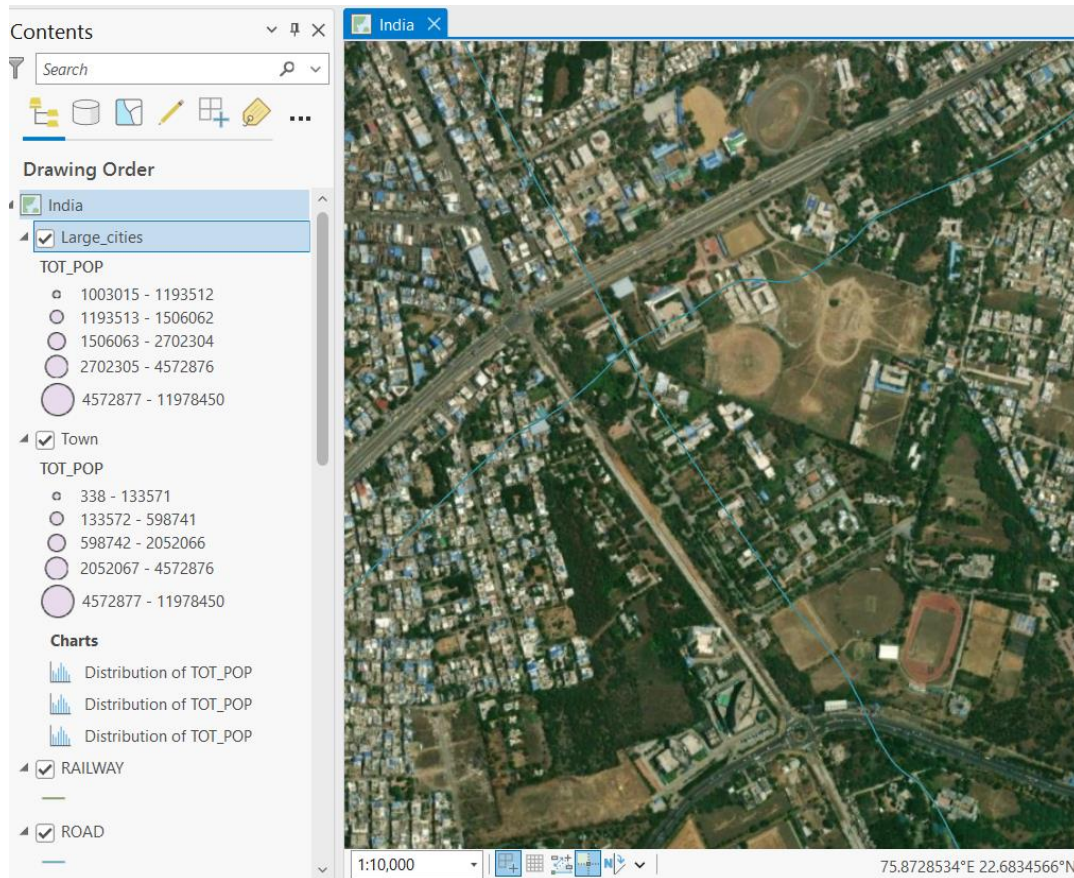 Contents
India
Search
Drawing Order
India
Large_cities
TOT_POP
1003015 - 1193512
1193513 - 1506062
1506063 - 2702304
2702305 - 4572876
4572877 - 11978450
Town
TOT_POP
338 - 133571
133572 - 598741
598742 - 2052066
2052067 - 4572876
4572877 - 11978450
Charts
Distribution of TOT_POP
Distribution of TOT_POP
Distribution of TOT_POP
RAILWAY
ROAD
1:10,000
75.8728534°E 22.6834566°N